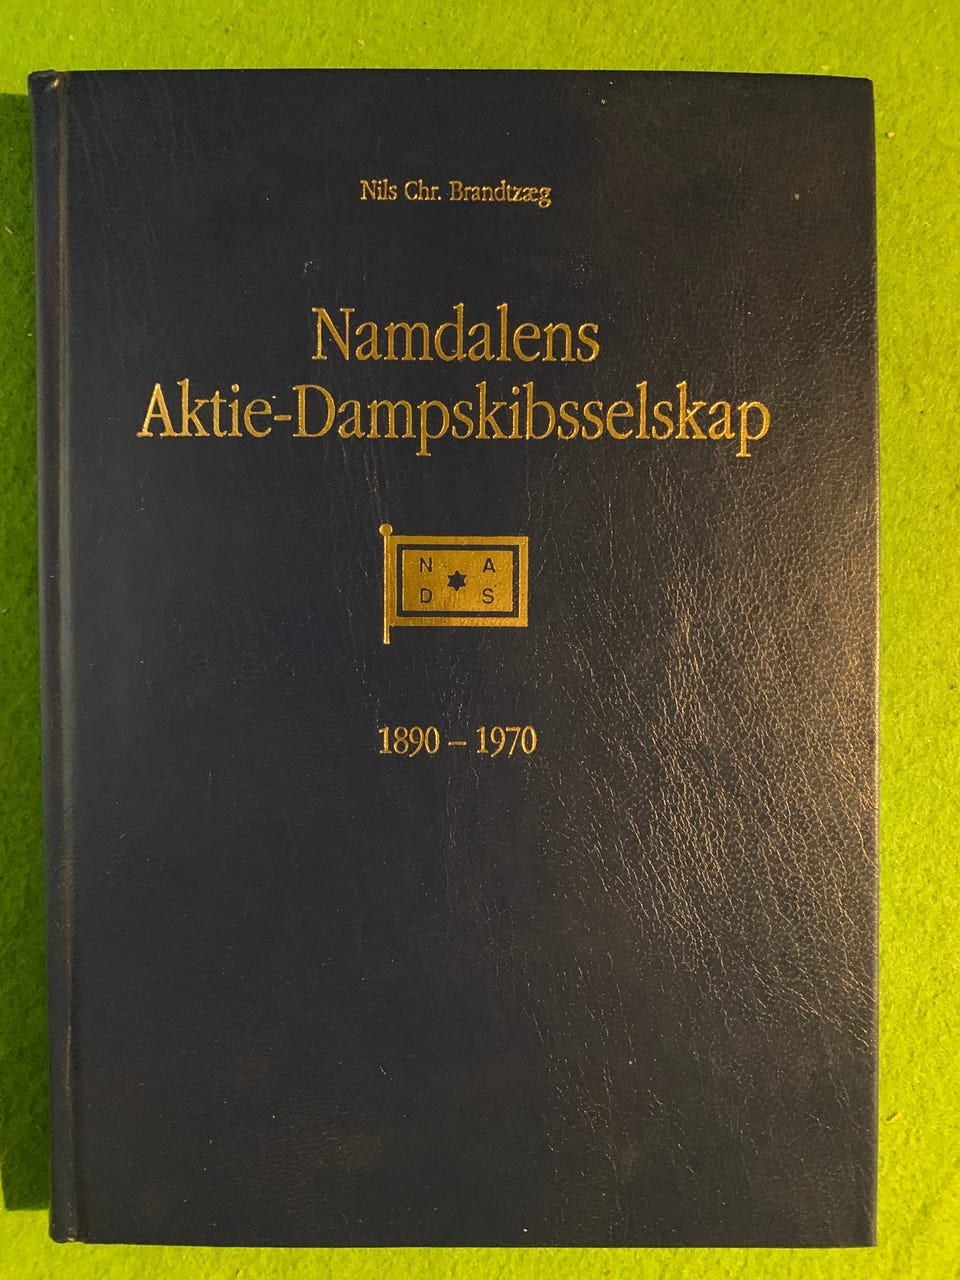 Nils Chr. Brandtzæg
Namdalens
Aktie-Dampskibsselskap
N A
D S
1890 – 1970